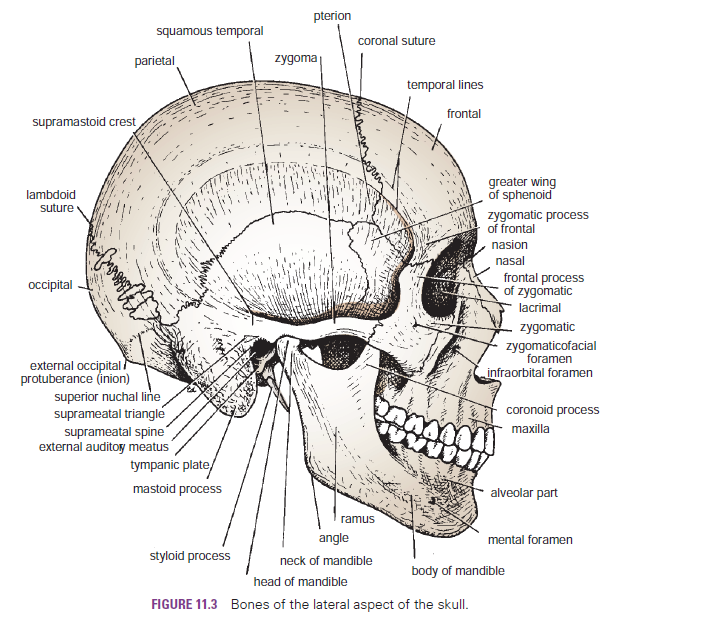 pterion
squamous temporal
coronal suture
parietal
zygoma
temporal lines
frontal
supramastoid crest
greater wing
of sphenoid
lambdoid
suture
zygomatic process
of frontal
nasion
nasal
occipital
frontal process
of zygomatic
lacrimal
zygomatic
zygomaticofacial
foramen
infraorbital foramen
external occipital
protuberance (inion)
superior nuchal line
suprameatal triangle
suprameatal spine
external auditory meatus
tympanic plate
mastoid process
coronoid process
maxilla
alveolar part
ramus
angle
mental foramen
styloid process
neck of mandible
head of mandible
body of mandible
FIGURE 11.3 Bones of the lateral aspect of the skull.